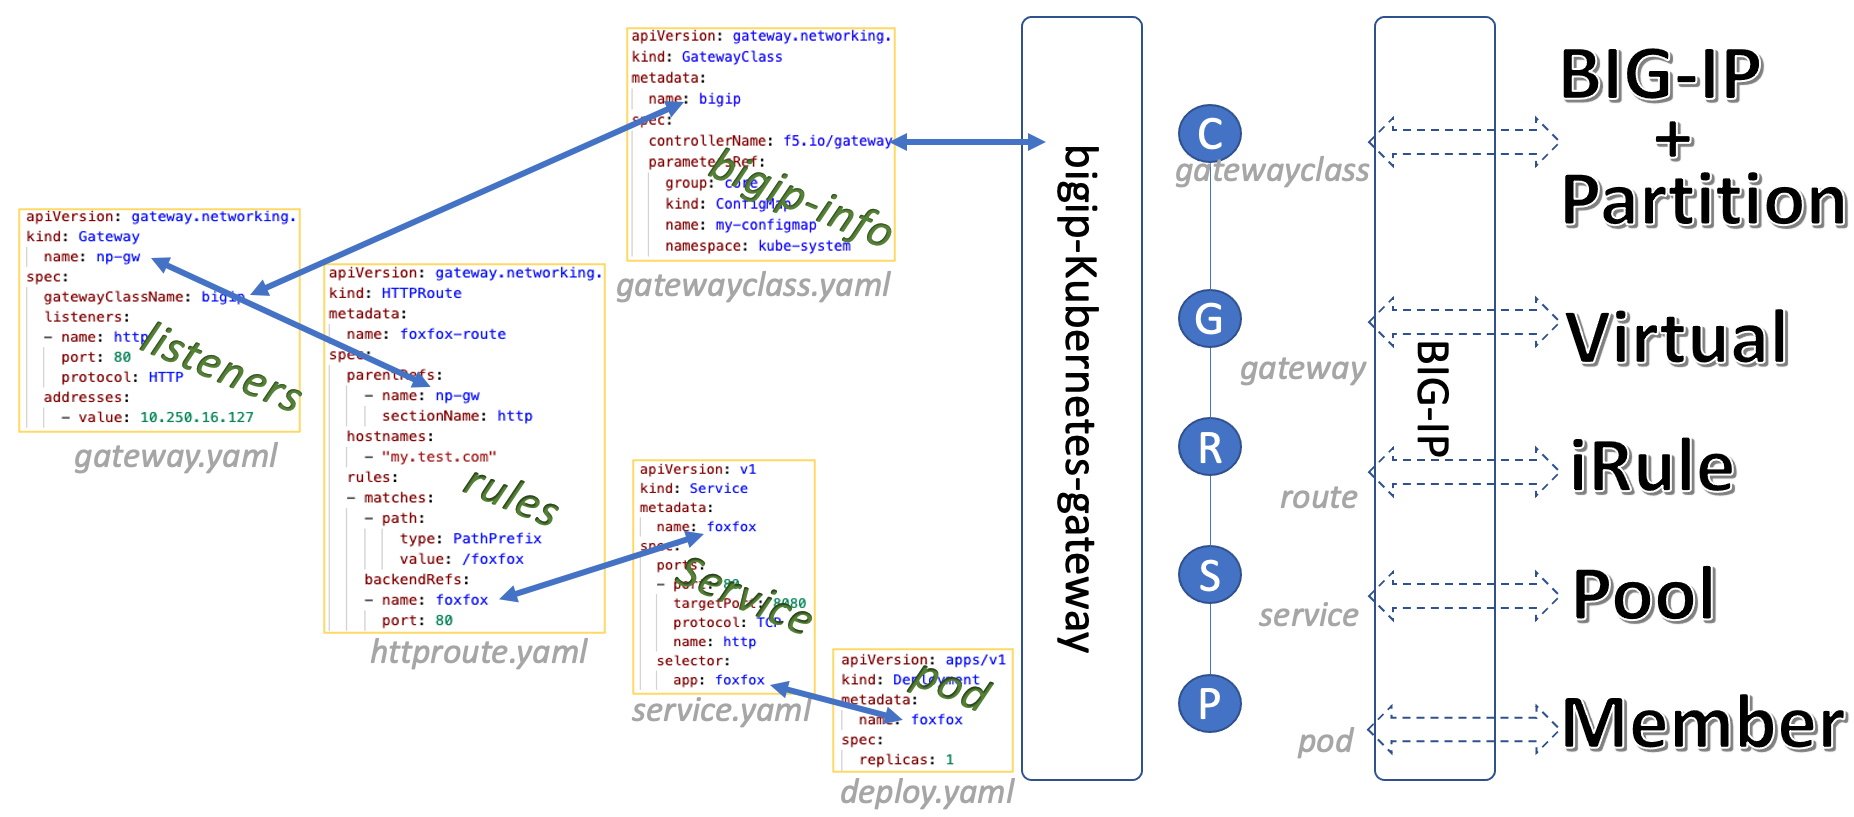 apiVersion: gateway.networking.
kind: GatewayClass
metadata:
name: bigip
spec:
controllerName: f5.io/gateway
parametersRef:
group: core
kind: ConfigMap
name: my-configmap
namespace: kube-system
bigip-info
gatewayclass.yaml
apiVersion: gateway.networking.
kind: Gateway
name: np-gw
spec:
gatewayClassName: bigip
listeners:
- name: http
port: 80
protocol: HTTP
addresses:
- value: 10.250.16.127
listeners
gateway.yaml
apiVersion: gateway.networking.
kind: HTTPRoute
metadata:
name: foxfox-route
spec:
parentRefs:
- name: np-gw
sectionName: http
hostnames:
- "my.test.com"
rules:
- matches:
- path:
type: PathPrefix
value: /foxfox
backendRefs:
- name: foxfox
port: 80
rules
httproute.yaml
apiVersion: v1
kind: Service
metadata:
name: foxfox
spec:
ports:
- port: 80
targetPort: 8080
protocol: TCP
name: http
selector:
app: foxfox
service
service.yaml
apiVersion: apps/v1
kind: Deployment
metadata:
name: foxfox
spec:
replicas: 1
pod
deploy.yaml
bigip-Kubernetes-gateway
C
gatewayclass
G
gateway
R
route
S
service
P
pod
BIG-IP
BIG-IP
+
Partition
Virtual
iRule
Pool
Member